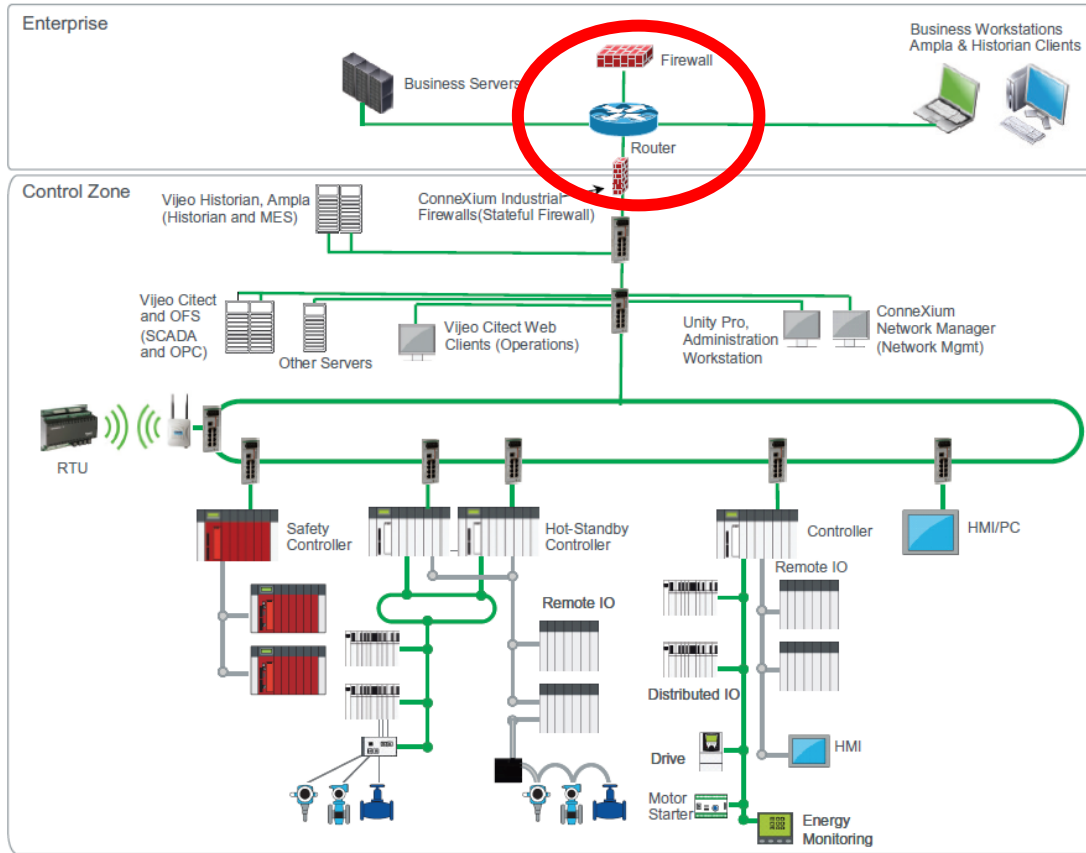 Enterprise
Business Servers
Firewall
Router
Business Workstations
Ampla & Historian Clients
Control Zone
Vijeo Historian, Ampla
(Historian and MES)
ConneXium Industrial
Firewalls(Stateful Firewall)
Vijeo Citect
and OFS
(SCADA
and OPC)
Other Servers
Vijeo Citect Web
Clients (Operations)
Unity Pro,
Administration
Workstation
ConneXium
Network Manager
(Network Mgmt)
RTU
Safety
Controller
Hot-Standby
Controller
Controller
HMI/PC
Remote IO
Remote IO
Distributed IO
Drive
HMI
Motor
Starter
Energy
Monitoring